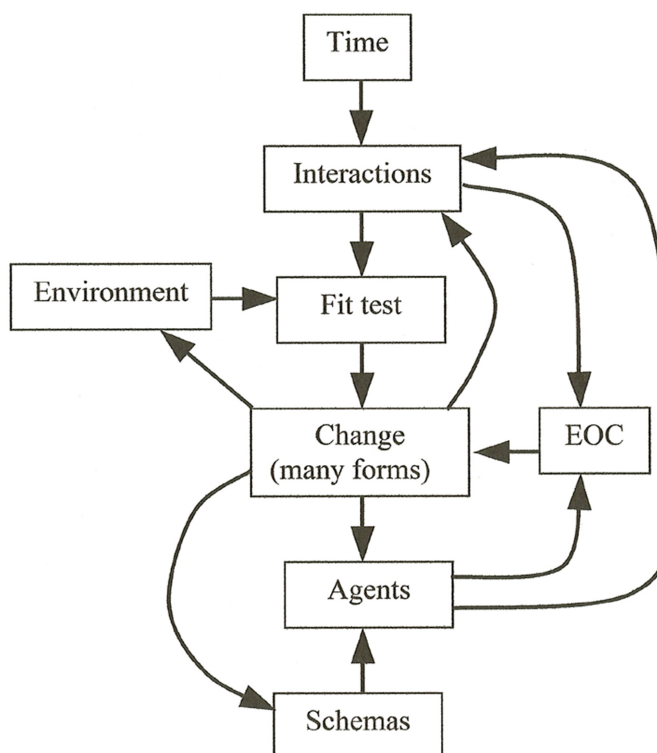 Time
Interactions
Environment
Fit test
Change
(many forms)
EOC
Agents
Schemas